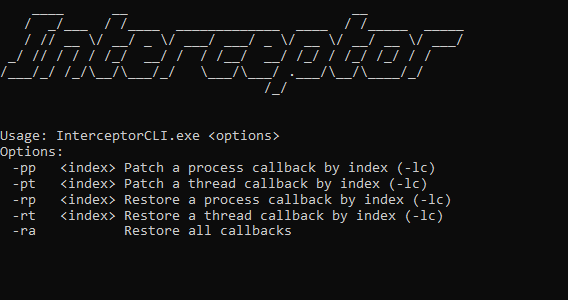 Interceptor
Usage: InterceptorCLI.exe <options>
Options:
-pp <index> Patch a process callback by index (-lc)
-pt <index> Patch a thread callback by index (-lc)
-rp <index> Restore a process callback by index (-lc)
-rt <index> Restore a thread callback by index (-lc)
-ra Restore all callbacks